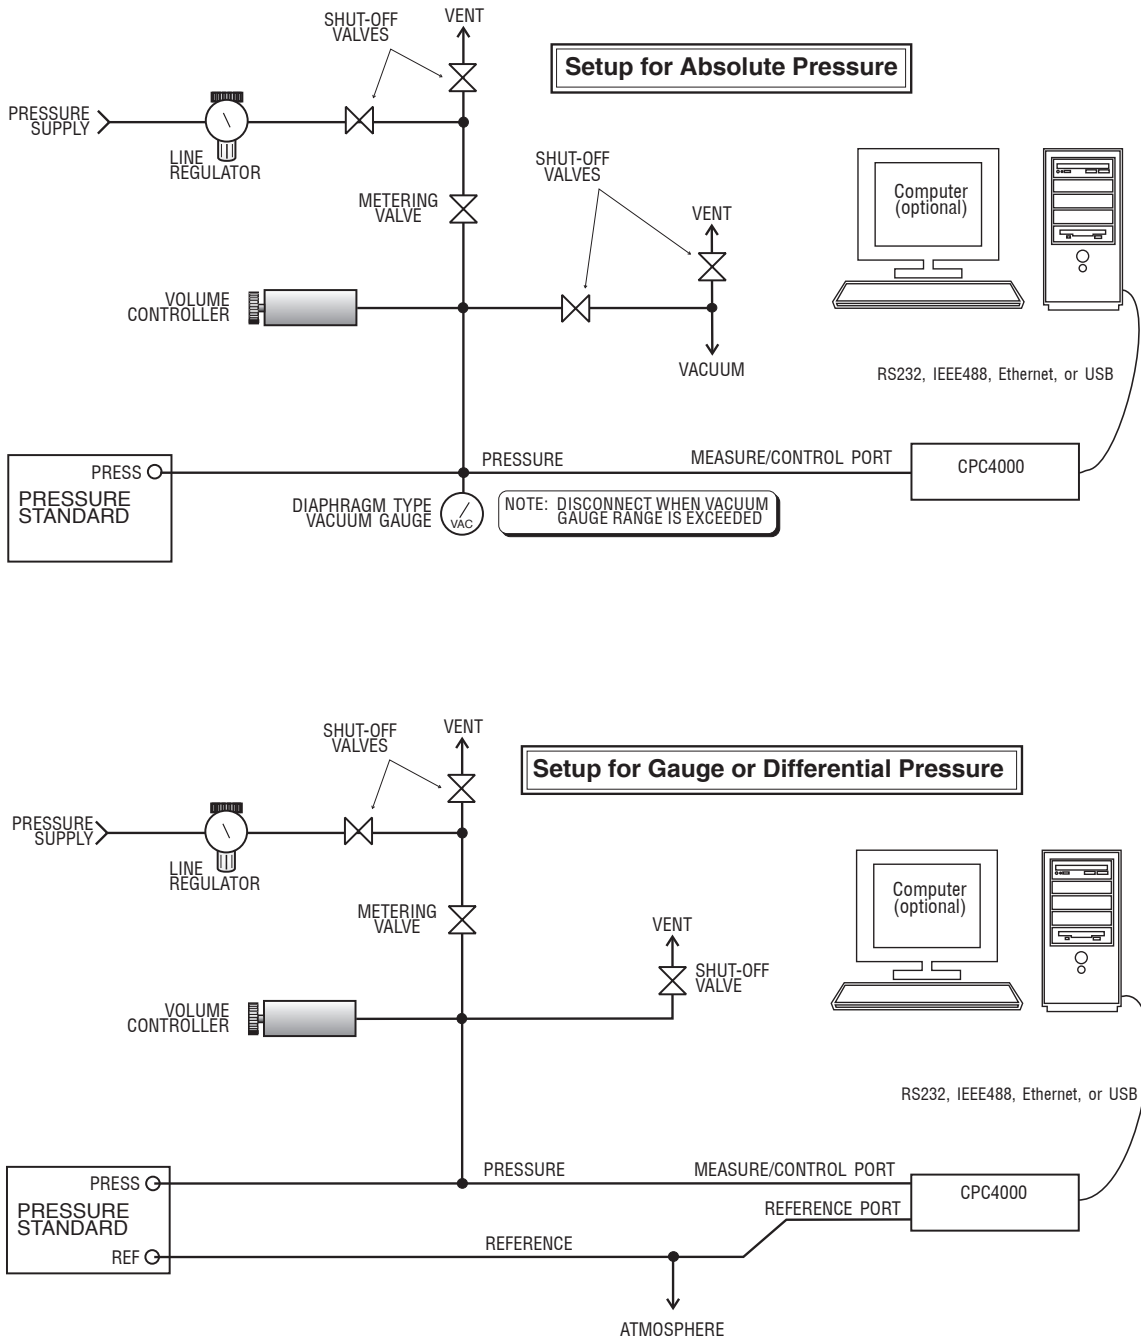 SHUT-OFF
VALVES
VENT
Setup for Absolute Pressure
PRESSURE
SUPPLY
LINE
REGULATOR
SHUT-OFF
VALVES
METERING
VALVE
VENT
Computer
(optional)
VOLUME
CONTROLLER
VACUUM
RS232, IEEE488, Ethernet, or USB
PRESS
PRESSURE
STANDARD
PRESSURE
MEASURE/CONTROL PORT
CPC4000
DIAPHRAGM TYPE
VACUUM GAUGE
VAC
NOTE: DISCONNECT WHEN VACUUM
GAUGE RANGE IS EXCEEDED
SHUT-OFF
VALVES
VENT
Setup for Gauge or Differential Pressure
PRESSURE
SUPPLY
LINE
REGULATOR
METERING
VALVE
VENT
SHUT-OFF
VALVE
Computer
(optional)
VOLUME
CONTROLLER
RS232, IEEE488, Ethernet, or USB
PRESS
PRESSURE
STANDARD
REF
PRESSURE
MEASURE/CONTROL PORT
CPC4000
REFERENCE PORT
REFERENCE
ATMOSPHERE